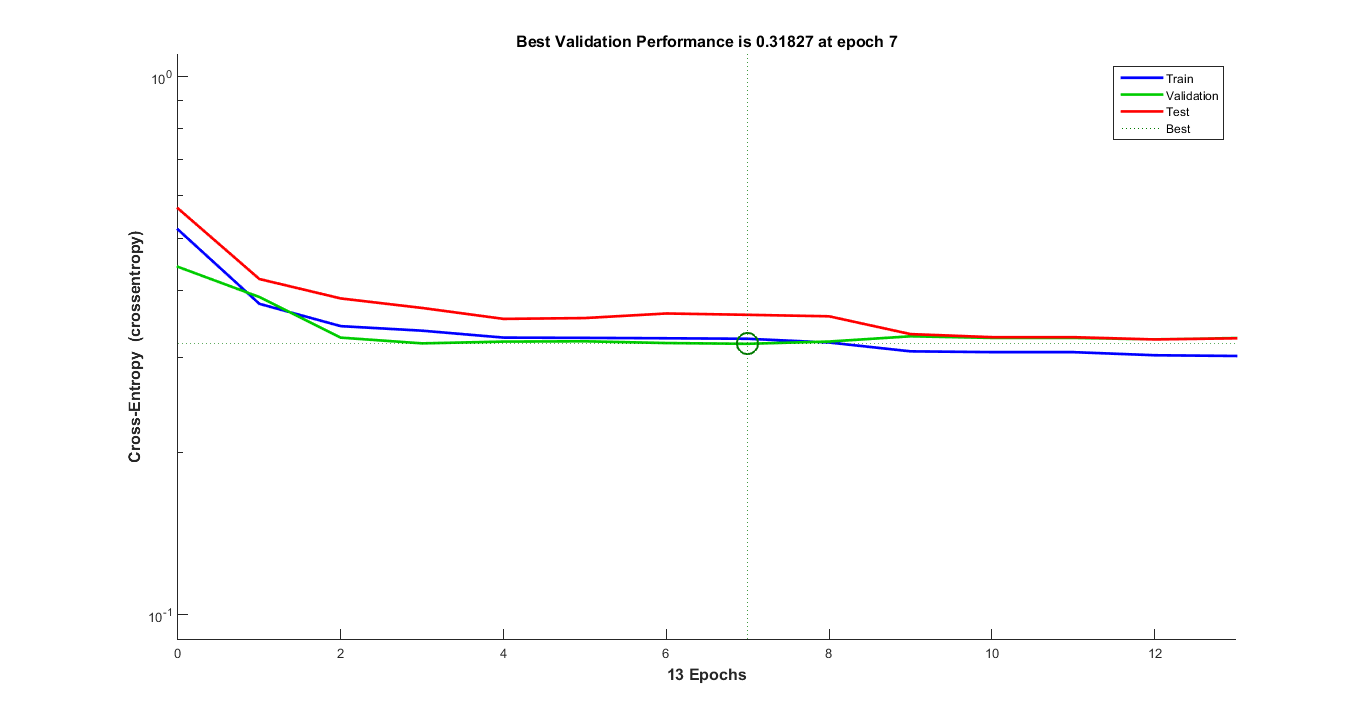 Best Validation Performance is 0.31827 at epoch 7
10^0
Train
Validation
Test
Best
Cross-Entropy (crossentropy)
10^-1
0 2 4 6 8 10 12
13 Epochs